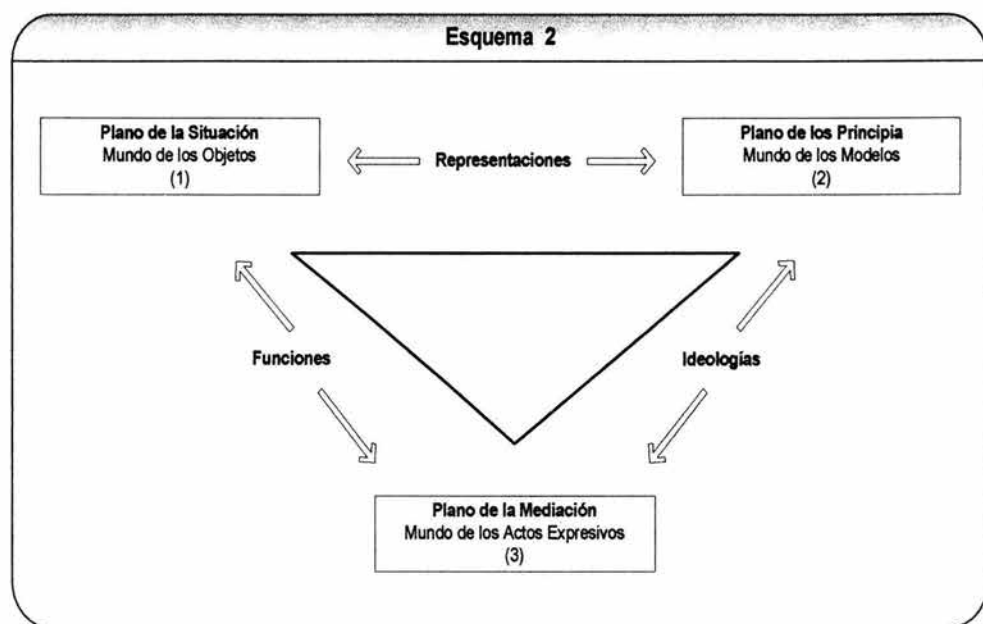 Esquema 2
Plano de la Situación
Mundo de los Objetos
(1)
Representaciones
Plano de los Principia
Mundo de los Modelos
(2)
Funciones
Ideologías
Plano de la Mediación
Mundo de los Actos Expresivos
(3)